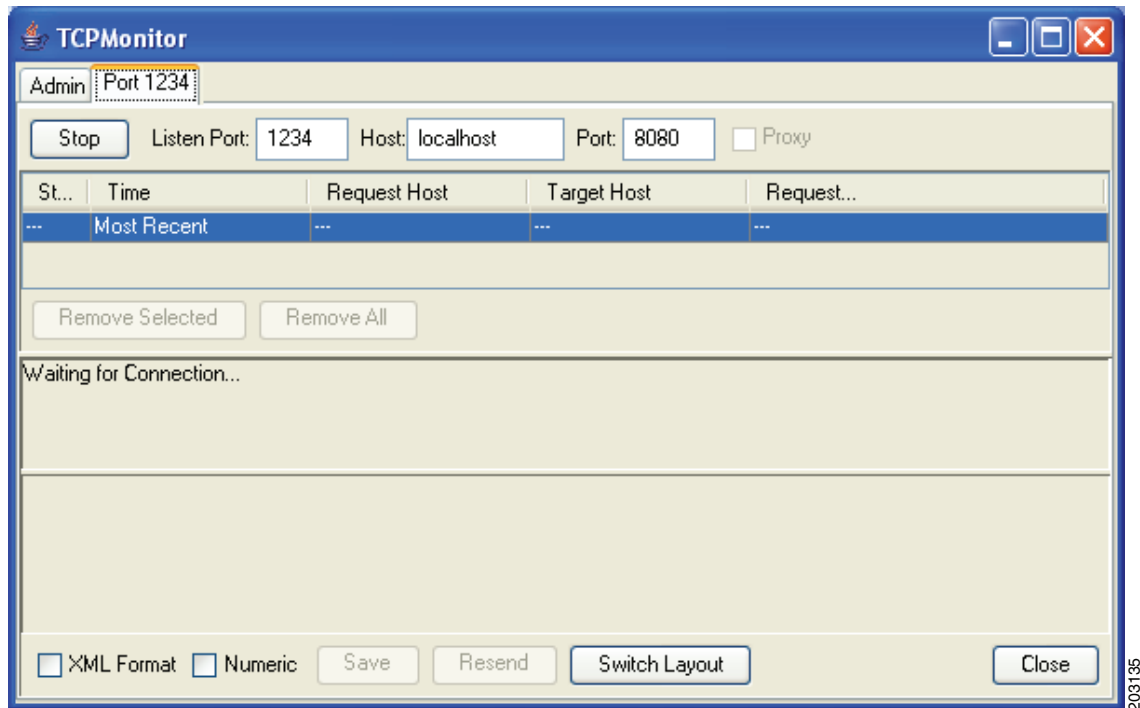 TCPMonitor
Admin Port 1234
Stop Listen Port: 1234 Host: localhost Port: 8080 Proxy
St... Time Request Host Target Host Request...
--- Most Recent --- --- ---
Remove Selected Remove All
Waiting for Connection...
XML Format Numeric Save Resend Switch Layout Close
203135